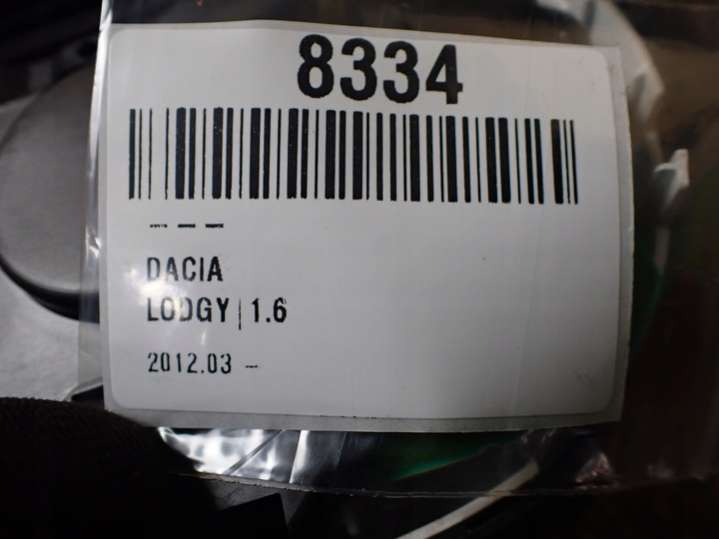 8334
---
DACIA
LODGY | 1.6
2012.03 -